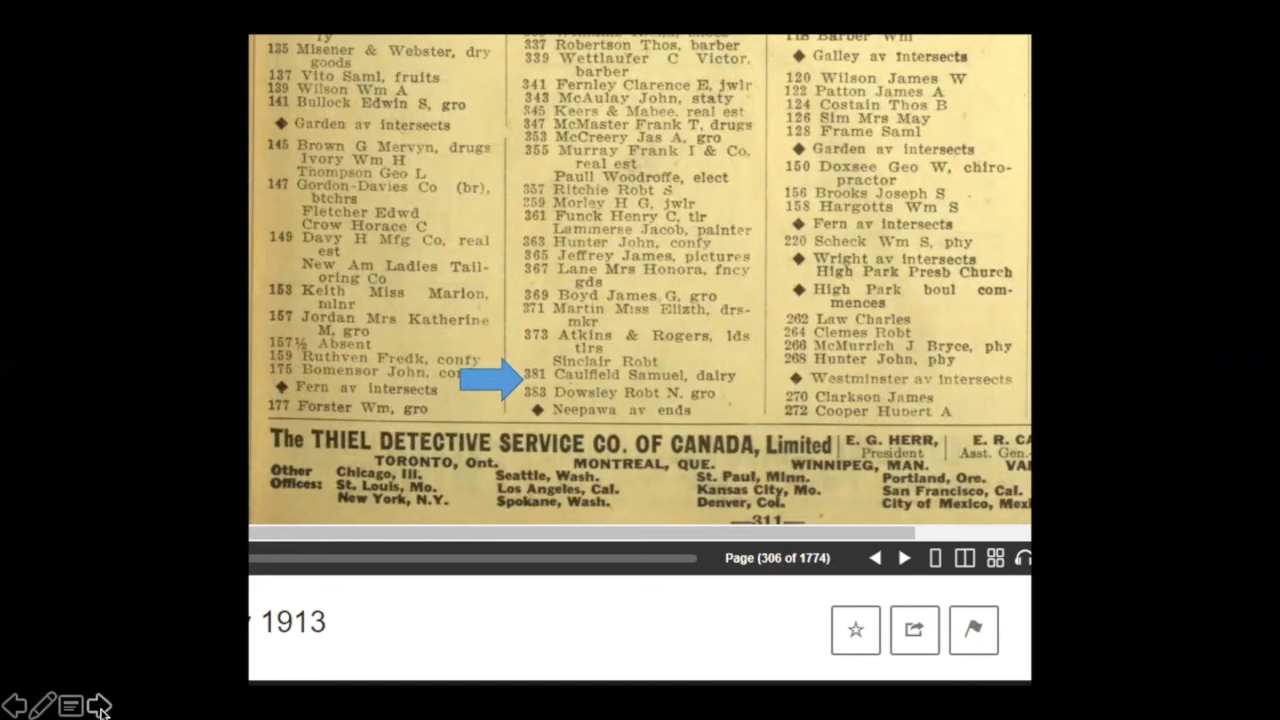 ry
135 Misener & Webster, dry
goods
137 Vito Saml, fruits
139 Wilson Wm A
141 Bullock Edwin S, gro
◆ Garden av intersects
145 Brown G Mervyn, drugs
Ivory Wm H
Thompson Geo L
147 Gordon-Davies Co (br),
btchrs
Fletcher Edwd
Crow Horace C
149 Davy H Mfg Co, real
est
New Am Ladies Tail-
oring Co
153 Keith Miss Marion,
mlnr
157 Jordan Mrs Katherine
M, gro
157½ Absent
159 Ruthven Fredk, confy
175 Bomensor John, co
◆ Fern av intersects
177 Forster Wm, gro
337 Robertson Thos, barber
339 Wettlaufer C Victor,
barber
341 Fernley Clarence E, jwlr
343 McAulay John, staty
345 Keers & Mabee, real est
347 McMaster Frank T, drugs
353 McCreery Jas A, gro
355 Murray Frank I & Co,
real est
Paull Woodroffe, elect
357 Ritchie Robt S
259 Morley H G, jwlr
361 Funck Henry C, tlr
Lammerse Jacob, painter
363 Hunter John, confy
365 Jeffrey James, pictures
367 Lane Mrs Honora, fncy
gds
369 Boyd James G, gro
371 Martin Miss Elizth, drs-
mkr
373 Atkins & Rogers, lds
tlrs
Sinclair Robt
381 Caulfield Samuel, dairy
383 Dowsley Robt N, gro
◆ Neepawa av ends
118 Barber Wm
◆ Galley av intersects
120 Wilson James W
122 Patton James A
124 Costain Thos B
126 Sim Mrs May
128 Frame Saml
◆ Garden av intersects
150 Doxsee Geo W, chiro-
practor
156 Brooks Joseph S
158 Hargotts Wm S
◆ Fern av intersects
220 Scheck Wm S, phy
◆ Wright av intersects
High Park Presb Church
◆ High Park boul com-
mences
262 Law Charles
264 Clemes Robt
266 McMurrich J Bryce, phy
268 Hunter John, phy
◆ Westminster av intersects
270 Clarkson James
272 Cooper Hubert A
The THIEL DETECTIVE SERVICE CO. OF CANADA, Limited
E. G. HERR,
President
E. R. CA
Asst. Gen.
TORONTO, Ont. MONTREAL, QUE. WINNIPEG, MAN. VA
Other
Offices:
Chicago, Ill. Seattle, Wash. St. Paul, Minn. Portland, Ore.
St. Louis, Mo. Los Angeles, Cal. Kansas City, Mo. San Francisco, Cal.
New York, N.Y. Spokane, Wash. Denver, Col. City of Mexico, Mexi
—311—
Page (306 of 1774)
1913